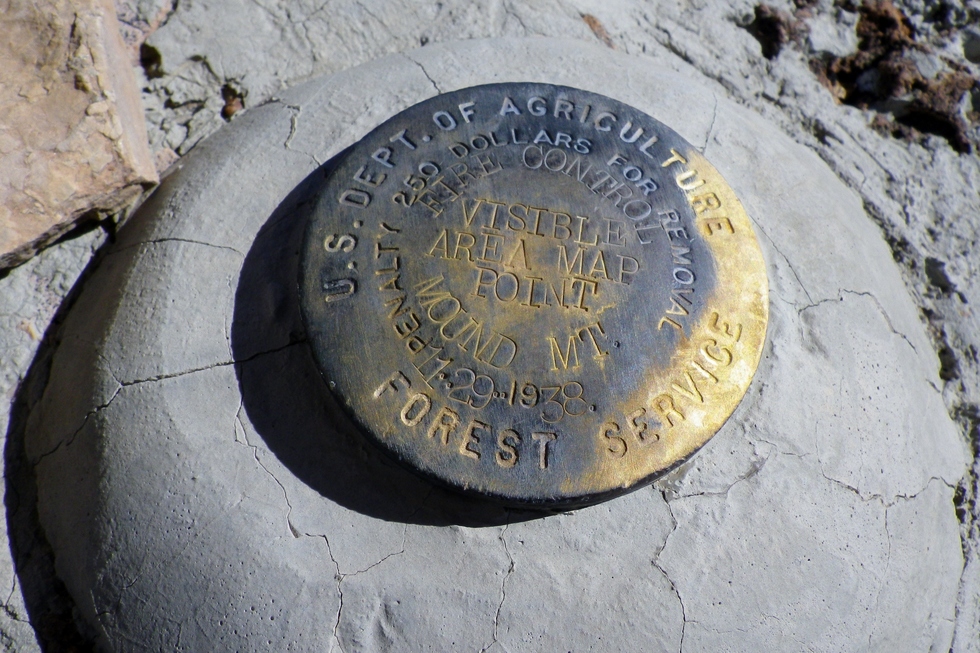 U.S. DEPT. OF AGRICULTURE
FOREST SERVICE
PENALTY 250 DOLLARS FOR REMOVAL
FIRE CONTROL
VISIBLE
AREA MAP
POINT
MOUND MT
11-29-1938.